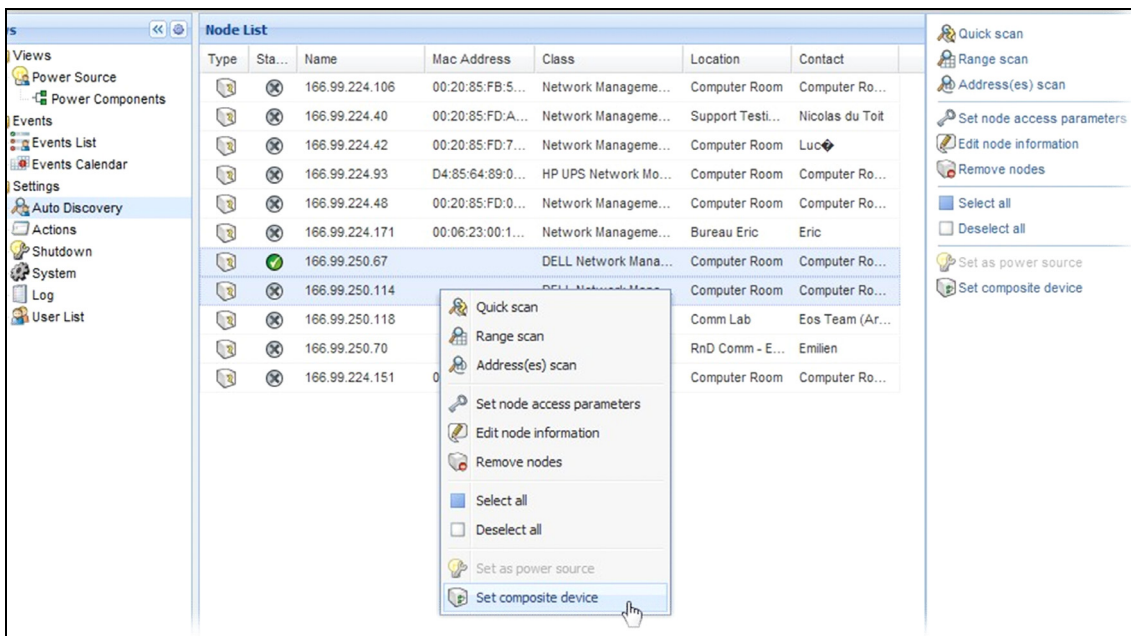 s
Node List
Views
Power Source
Power Components
Events
Events List
Events Calendar
Settings
Auto Discovery
Actions
Shutdown
System
Log
User List
Type Sta... Name Mac Address Class Location Contact
166.99.224.106 00:20:85:FB:5... Network Manageme... Computer Room Computer Ro...
166.99.224.40 00:20:85:FD:A... Network Manageme... Support Testi... Nicolas du Toit
166.99.224.42 00:20:85:FD:7... Network Manageme... Computer Room Luc�
166.99.224.93 D4:85:64:89:0... HP UPS Network Mo... Computer Room Computer Ro...
166.99.224.48 00:20:85:FD:0... Network Manageme... Computer Room Computer Ro...
166.99.224.171 00:06:23:00:1... Network Manageme... Bureau Eric Eric
166.99.250.67 DELL Network Mana... Computer Room Computer Ro...
166.99.250.114 Computer Room Computer Ro...
166.99.250.118 Comm Lab Eos Team (Ar...
166.99.250.70 RnD Comm - E... Emilien
166.99.224.151 0 Computer Room Computer Ro...
Quick scan
Range scan
Address(es) scan
Set node access parameters
Edit node information
Remove nodes
Select all
Deselect all
Set as power source
Set composite device
Quick scan
Range scan
Address(es) scan
Set node access parameters
Edit node information
Remove nodes
Select all
Deselect all
Set as power source
Set composite device